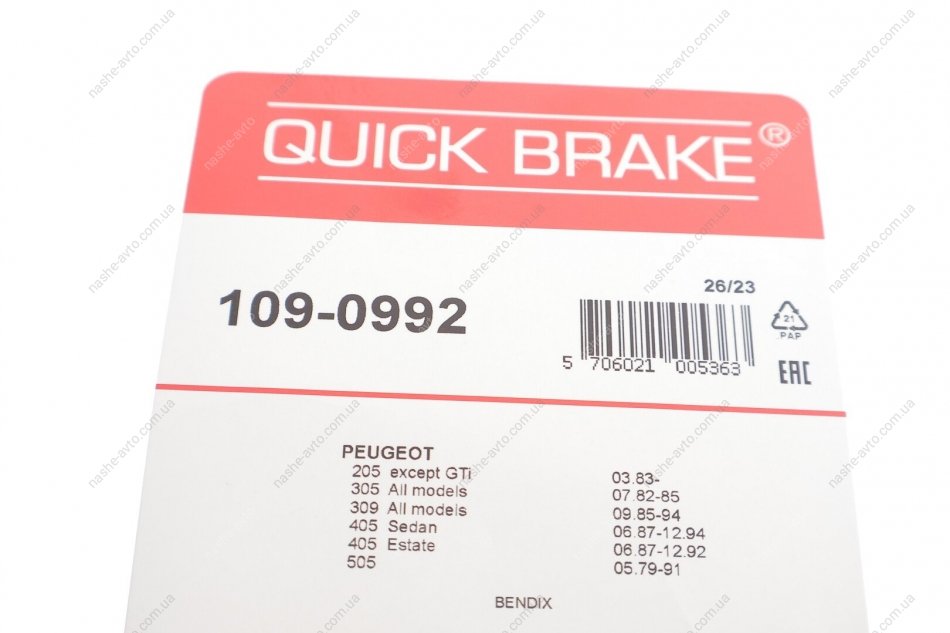 QUICK BRAKE®
109-0992
26/23
5 706021 005363
21
PAP
EAC
PEUGEOT
205 except GTi 03.83-
305 All models 07.82-85
309 All models 09.85-94
405 Sedan 06.87-12.94
405 Estate 06.87-12.92
505 05.79-91
BENDIX
nashe-avto.com.ua